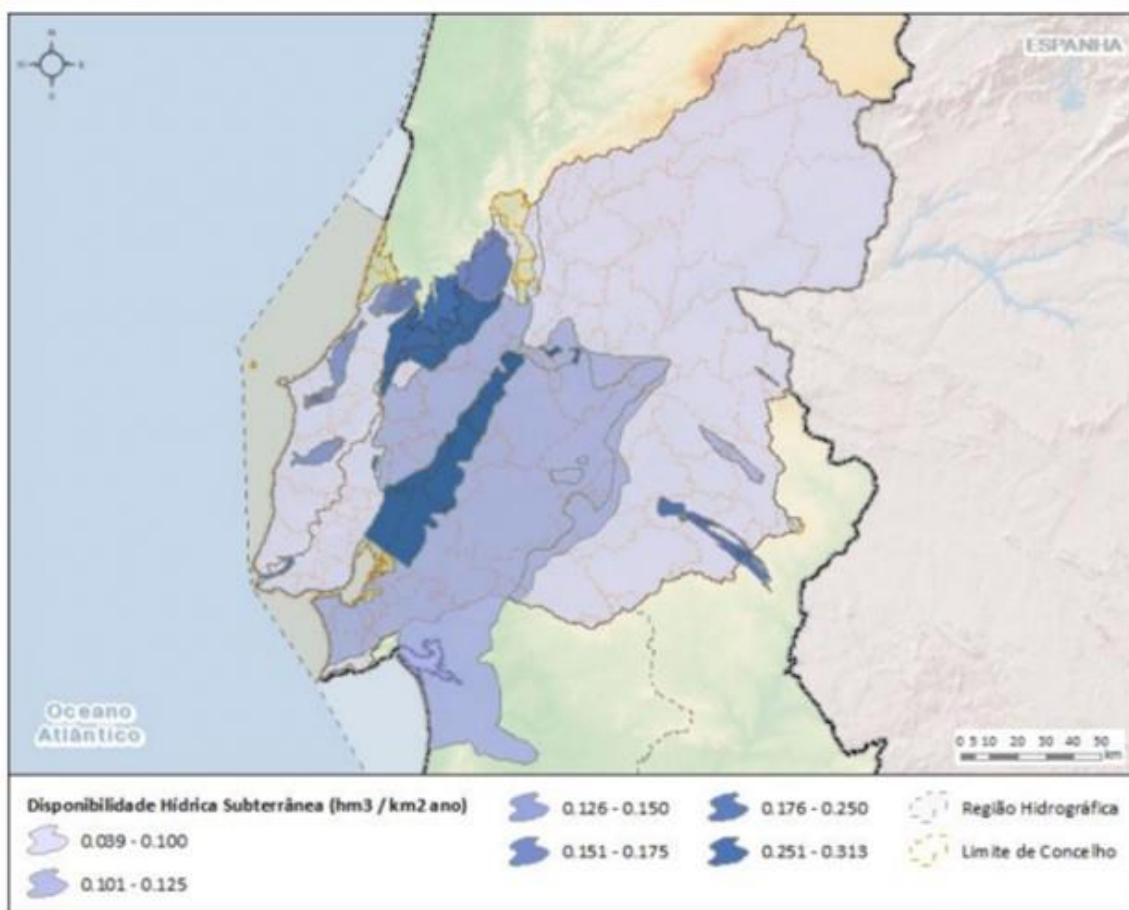 N
ESPANHA
Oceano
Atlântico
0 5 10 20 30 40 50
km
Disponibilidade Hídrica Subterrânea (hm3 / km2 ano)
0.039 - 0.100
0.101 - 0.125
0.126 - 0.150
0.151 - 0.175
0.176 - 0.250
0.251 - 0.313
Região Hidrográfica
Limite de Concelho